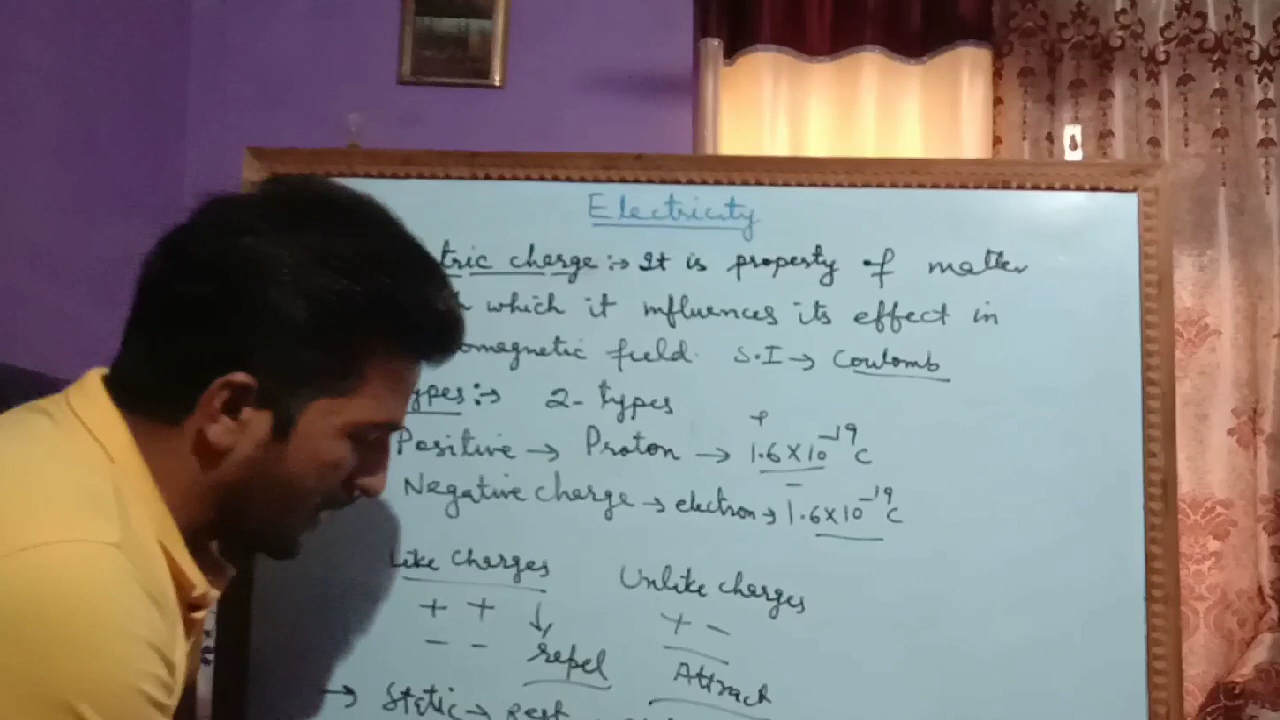 Electricity
tric charge :→ It is property of matter
which it influences its effect in
omagnetic field. S.I → Coulomb
ypes :→ 2- types
+
Positive → Proton → 1.6 × 10⁻¹⁹ C
Negative charge → electron → ⁻1.6×10⁻¹⁹ C
Like Charges Unlike charges
+ + ↓ + -
- - repel Attract
→ Static → rest